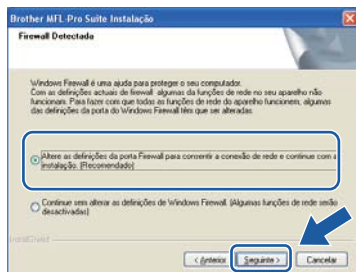 Brother MFL-Pro Suite Instalação
Firewall Detectado
Windows Firewall é uma ajuda para proteger o seu computador.
Com as definições actuais de firewall algumas da funções de rede no seu aparelho não
funcionam. Para fazer com que todas as funções de rede do aparelho funcionem, algumas
das definições da porta do Windows Firewall têm que ser alteradas.
Altere as definições da porta Firewall para consentir a conexão de rede e continue com a
instalação. (Recomendado)
Continue sem alterar as definições de Windows Firewall. (Algumas funções de rede serão
desactivadas)
InstallShield
< Anterior Seguinte > Cancelar